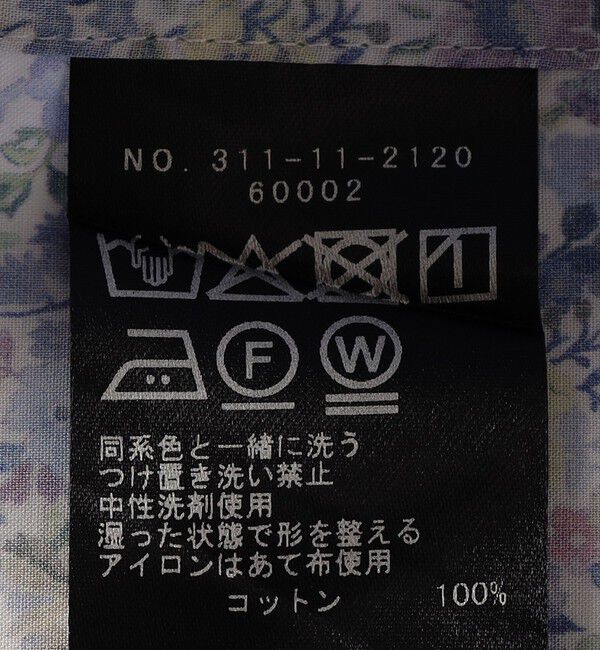 NO. 311-11-2120
60002
F W
同系色と一緒に洗う
つけ置き洗い禁止
中性洗剤使用
湿った状態で形を整える
アイロンはあて布使用
コットン 100%